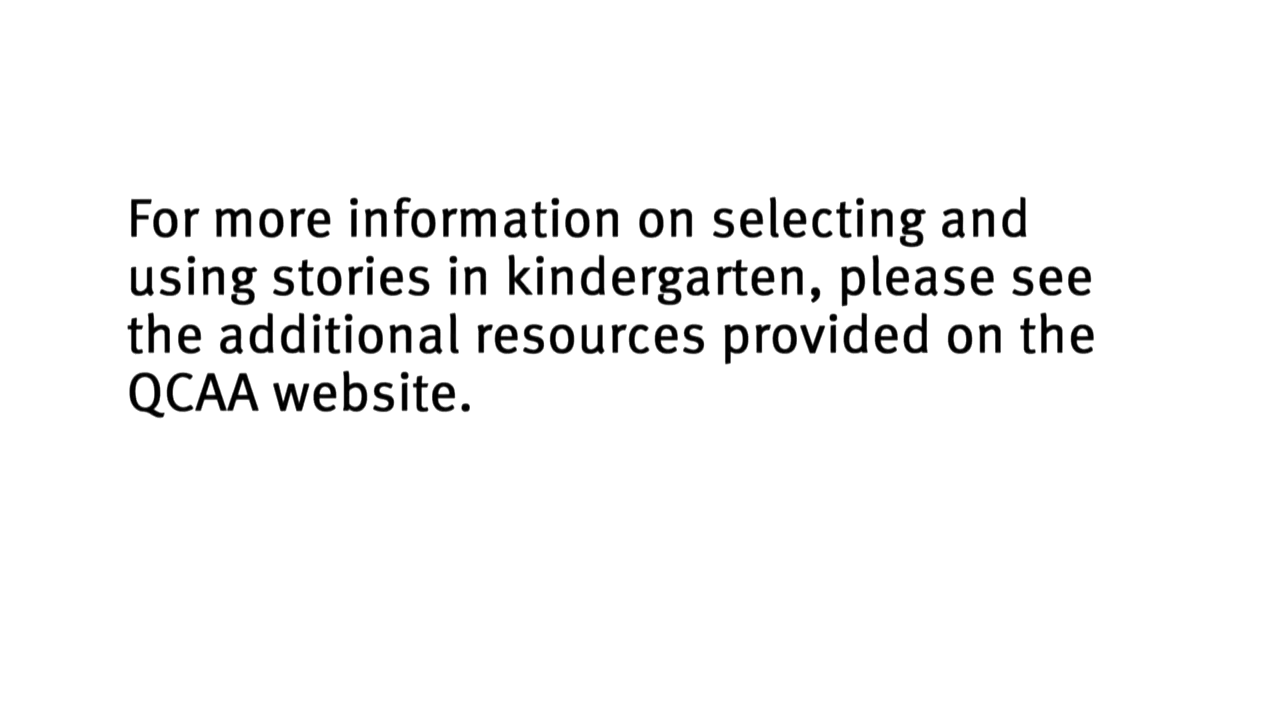 For more information on selecting and
using stories in kindergarten, please see
the additional resources provided on the
QCAA website.